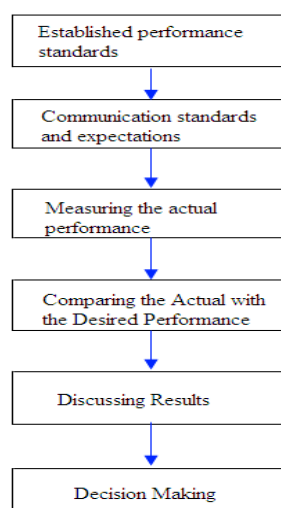 Established performance
standards
Communication standards
and expectations
Measuring the actual
performance
Comparing the Actual with
the Desired Performance
Discussing Results
Decision Making